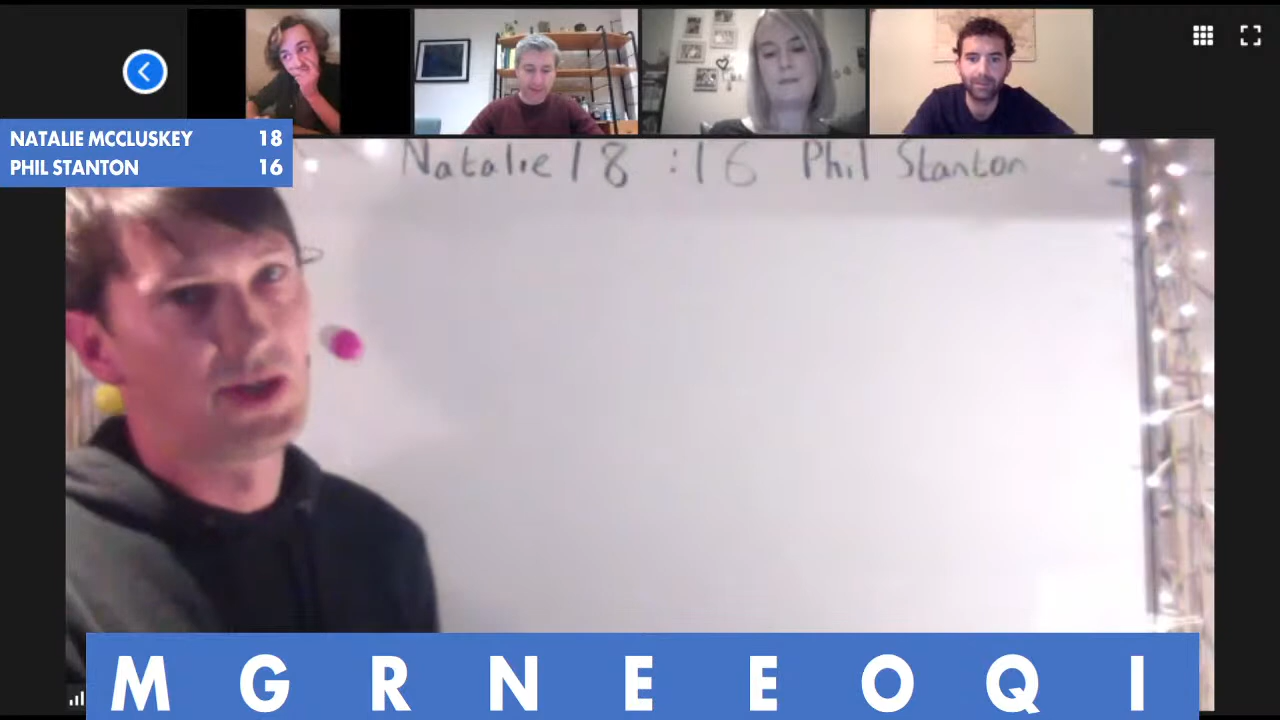 NATALIE MCCLUSKEY 18
PHIL STANTON 16
Natalie 18 : 16 Phil Stanton
M G R N E E O Q I